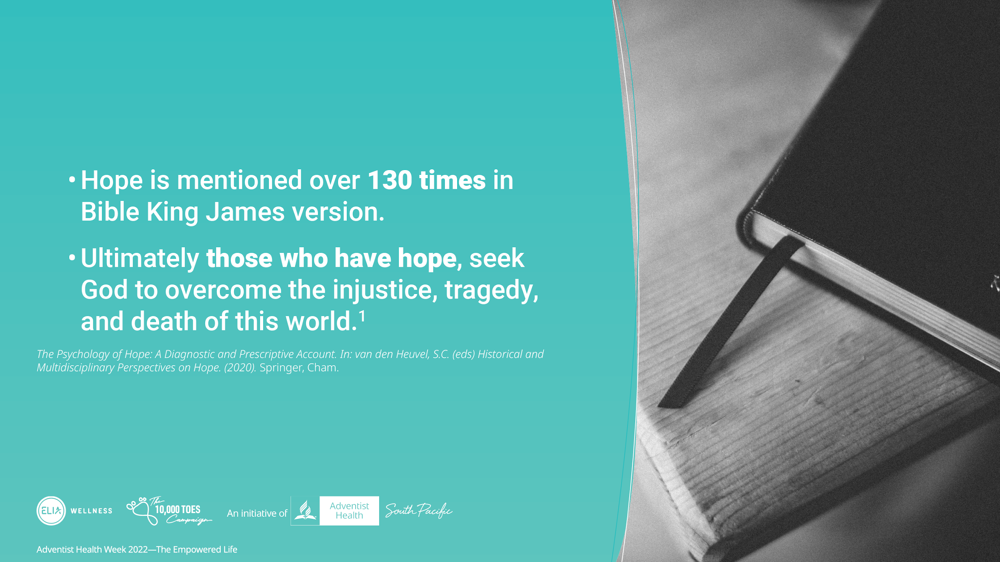 • Hope is mentioned over 130 times in
Bible King James version.
• Ultimately those who have hope, seek
God to overcome the injustice, tragedy,
and death of this world.¹
The Psychology of Hope: A Diagnostic and Prescriptive Account. In: van den Heuvel, S.C. (eds) Historical and
Multidisciplinary Perspectives on Hope. (2020). Springer, Cham.
ELIA WELLNESS
The
10,000 TOES
Campaign
An initiative of
Adventist
Health
South Pacific
Adventist Health Week 2022—The Empowered Life